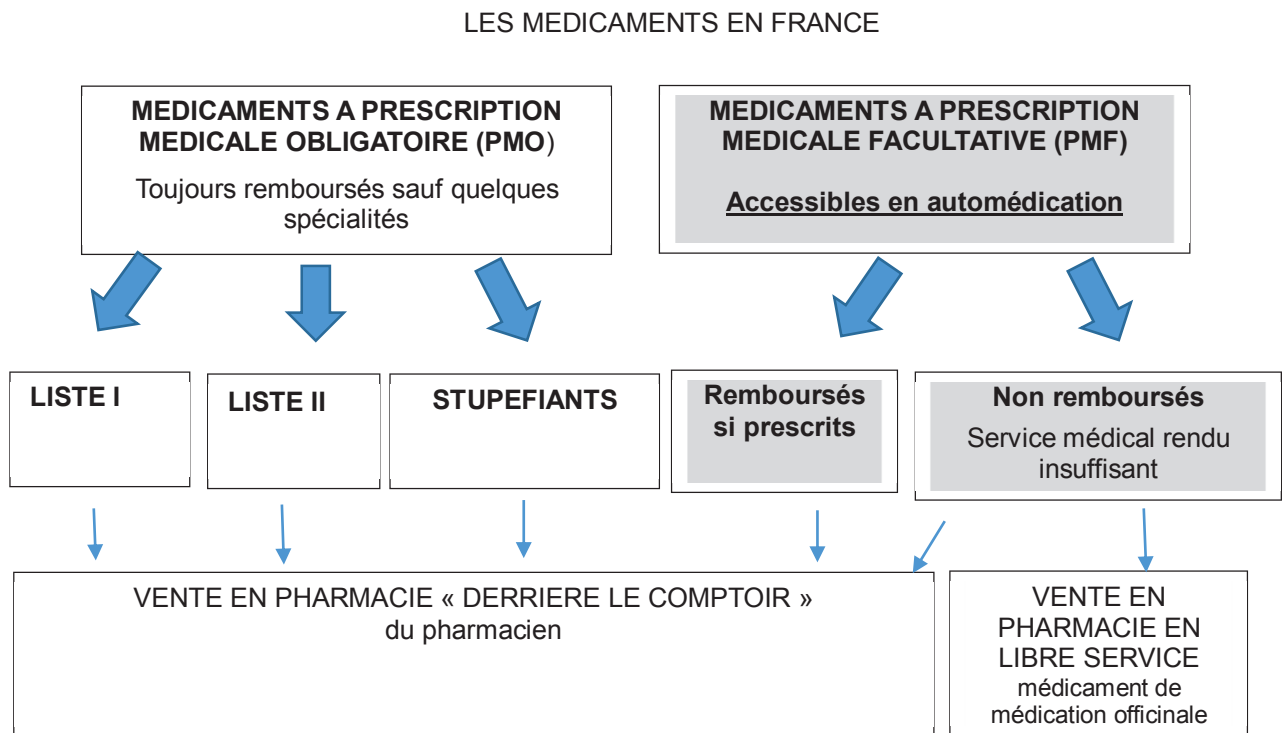 LES MEDICAMENTS EN FRANCE
MEDICAMENTS A PRESCRIPTION
MEDICALE OBLIGATOIRE (PMO)
Toujours remboursés sauf quelques
spécialités
MEDICAMENTS A PRESCRIPTION
MEDICALE FACULTATIVE (PMF)
Accessibles en automédication
LISTE I
LISTE II
STUPEFIANTS
Remboursés
si prescrits
Non remboursés
Service médical rendu
insuffisant
VENTE EN PHARMACIE « DERRIERE LE COMPTOIR »
du pharmacien
VENTE EN
PHARMACIE EN
LIBRE SERVICE
médicament de
médication officinale